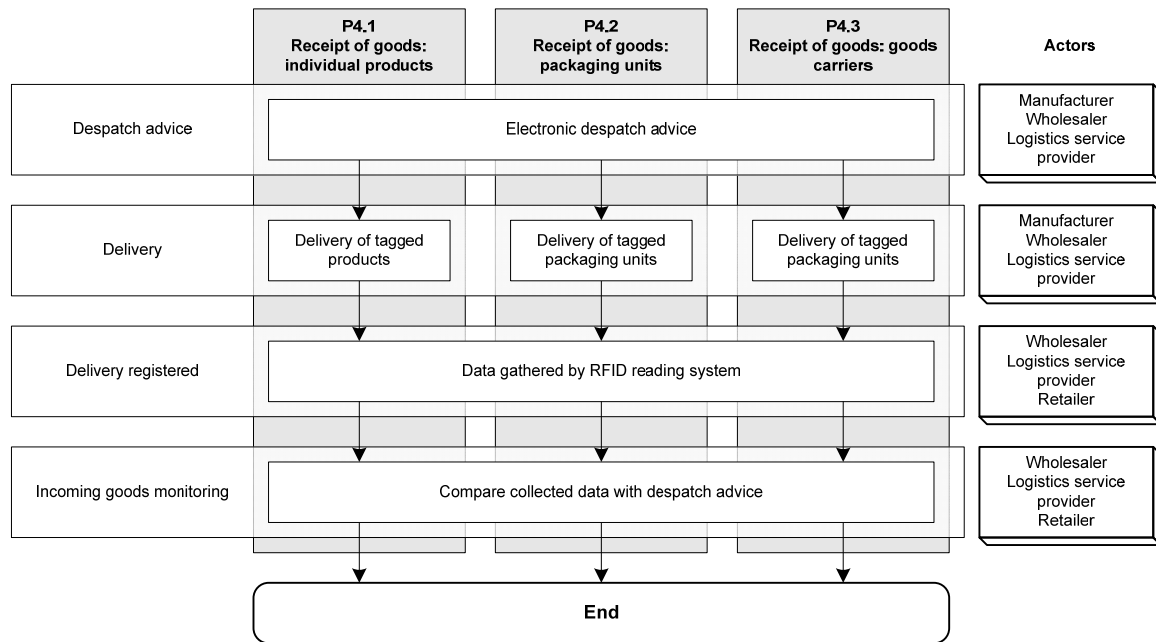 P4.1
Receipt of goods:
individual products
P4.2
Receipt of goods:
packaging units
P4.3
Receipt of goods: goods
carriers
Actors
Despatch advice
Electronic despatch advice
Manufacturer
Wholesaler
Logistics service
provider
Delivery
Delivery of tagged
products
Delivery of tagged
packaging units
Delivery of tagged
packaging units
Manufacturer
Wholesaler
Logistics service
provider
Delivery registered
Data gathered by RFID reading system
Wholesaler
Logistics service
provider
Retailer
Incoming goods monitoring
Compare collected data with despatch advice
Wholesaler
Logistics service
provider
Retailer
End